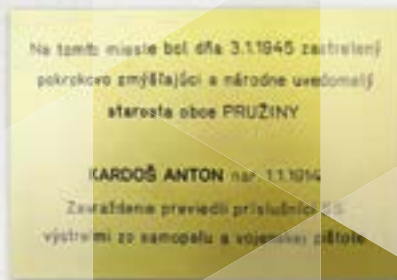 Na tomto mieste bol dňa 3.1.1945 zastrelený
pokrokovo zmýšľajúci a národne uvedomelý
starosta obce PRUŽINY
KARDOŠ ANTON nar. 1.1.1914
Zavraždenie previedli príslušníci SS
výstrelmi zo samopalu a vojenskej pištole